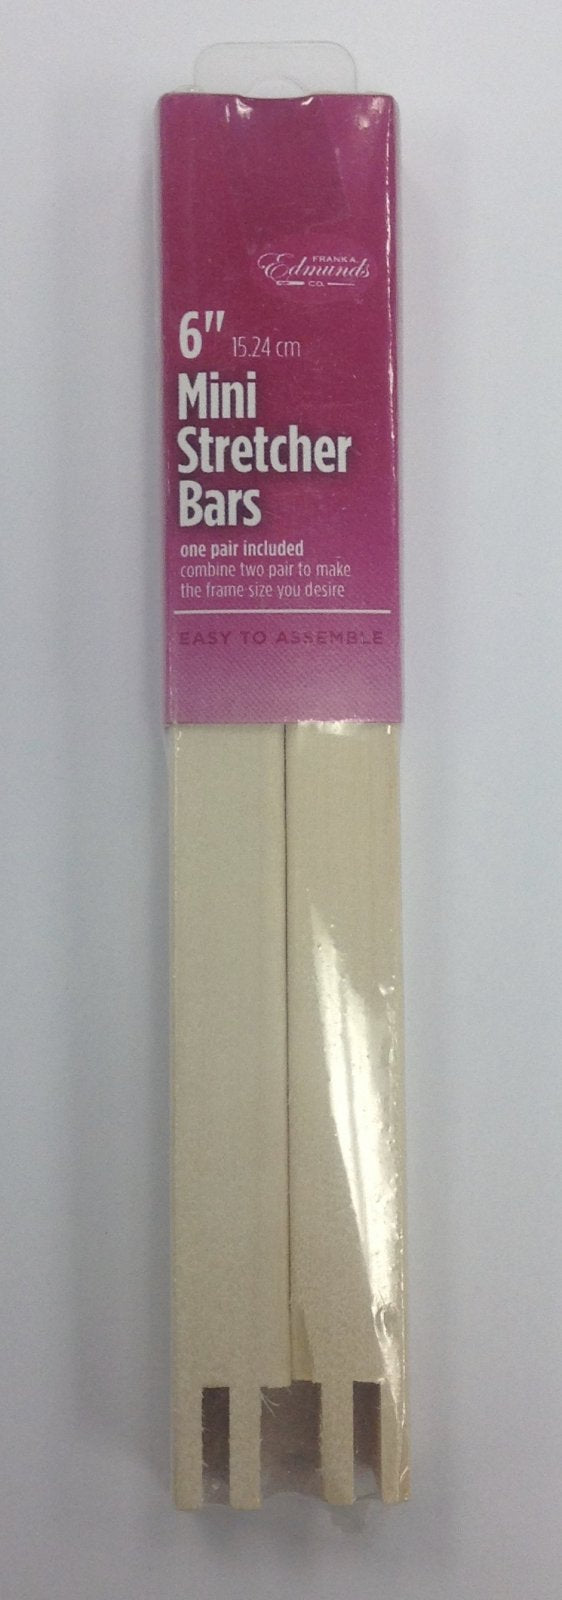 FRANK A.
Edmunds
CO.
6" 15.24 cm
Mini
Stretcher
Bars
one pair included
combine two pair to make
the frame size you desire
EASY TO ASSEMBLE